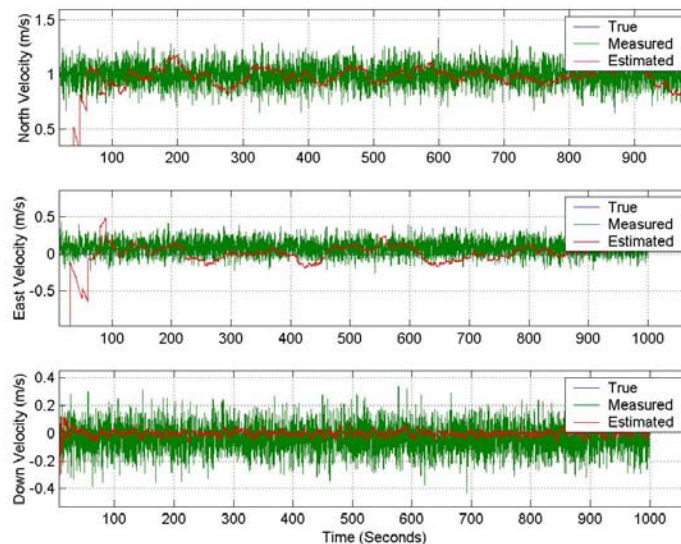 North Velocity (m/s)
1.5
1
0.5
100 200 300 400 500 600 700 800 900
True
Measured
Estimated
East Velocity (m/s)
0.5
0
-0.5
100 200 300 400 500 600 700 800 900 1000
True
Measured
Estimated
Down Velocity (m/s)
0.4
0.2
0
-0.2
-0.4
100 200 300 400 500 600 700 800 900 1000
True
Measured
Estimated
Time (Seconds)